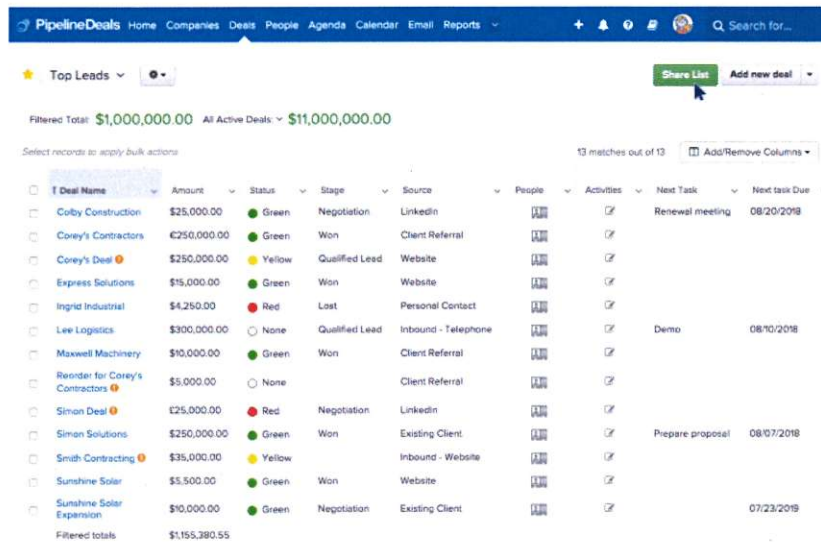 PipelineDeals Home Companies Deals People Agenda Calendar Email Reports Search for...
Top Leads Share List Add new deal
Filtered Total: $1,000,000.00 All Active Deals: $11,000,000.00
Select records to apply bulk actions 13 matches out of 13 Add/Remove Columns
Deal Name Amount Status Stage Source People Activities Next Task Next task Due
Colby Construction $25,000.00 Green Negotiation LinkedIn Renewal meeting 08/20/2018
Corey's Contractors €250,000.00 Green Won Client Referral
Corey's Deal $250,000.00 Yellow Qualified Lead Website
Express Solutions $15,000.00 Green Won Website
Ingrid Industrial $4,250.00 Red Lost Personal Contact
Lee Logistics $300,000.00 None Qualified Lead Inbound - Telephone Demo 08/10/2018
Maxwell Machinery $10,000.00 Green Won Client Referral
Reorder for Corey's
Contractors $5,000.00 None Client Referral
Simon Deal £25,000.00 Red Negotiation LinkedIn
Simon Solutions $250,000.00 Green Won Existing Client Prepare proposal 08/07/2018
Smith Contracting $35,000.00 Yellow Inbound - Website
Sunshine Solar $5,500.00 Green Won Website
Sunshine Solar
Expansion $10,000.00 Green Negotiation Existing Client 07/23/2019
Filtered totals $1,155,380.55